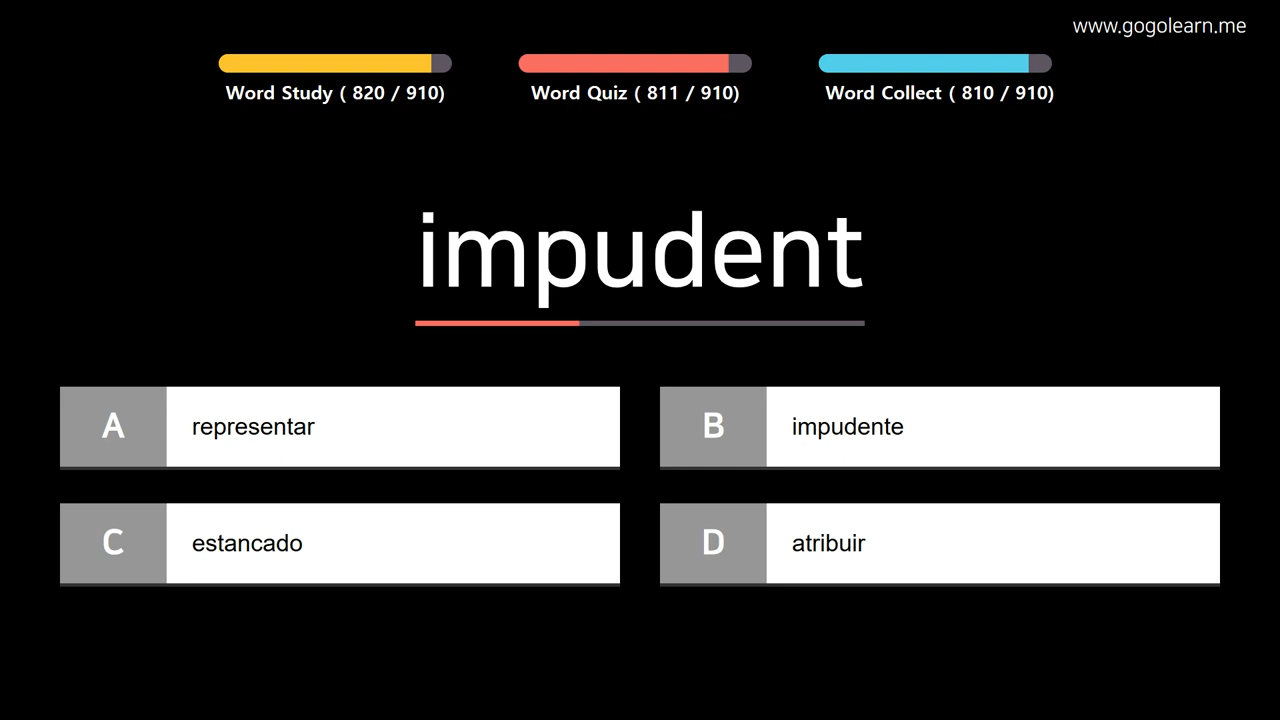 www.gogolearn.me
Word Study ( 820 / 910)
Word Quiz ( 811 / 910)
Word Collect ( 810 / 910)
impudent
A representar
B impudente
C estancado
D atribuir